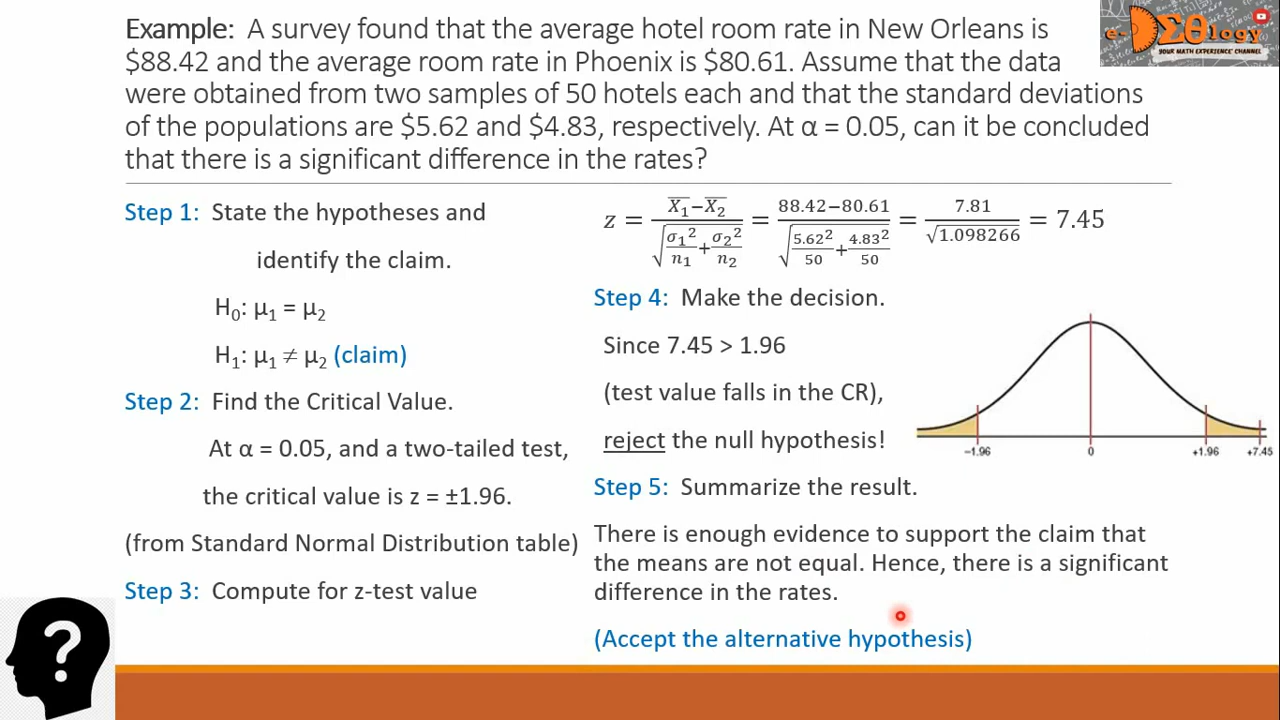 Example: A survey found that the average hotel room rate in New Orleans is
$88.42 and the average room rate in Phoenix is $80.61. Assume that the data
were obtained from two samples of 50 hotels each and that the standard deviations
of the populations are $5.62 and $4.83, respectively. At α = 0.05, can it be concluded
that there is a significant difference in the rates?
e-DΣθlogy
YOUR MATH EXPERIENCE CHANNEL
Step 1: State the hypotheses and
identify the claim.
H₀: μ₁ = μ₂
H₁: μ₁ ≠ μ₂ (claim)
Step 2: Find the Critical Value.
At α = 0.05, and a two-tailed test,
the critical value is z = ±1.96.
(from Standard Normal Distribution table)
Step 3: Compute for z-test value
z = (X̄₁−X̄₂)/√(σ₁²/n₁+σ₂²/n₂) = (88.42−80.61)/√(5.62²/50+4.83²/50) = 7.81/√1.098266 = 7.45
Step 4: Make the decision.
Since 7.45 > 1.96
(test value falls in the CR),
reject the null hypothesis!
−1.96 0 +1.96 +7.45
Step 5: Summarize the result.
There is enough evidence to support the claim that
the means are not equal. Hence, there is a significant
difference in the rates.
(Accept the alternative hypothesis)
?